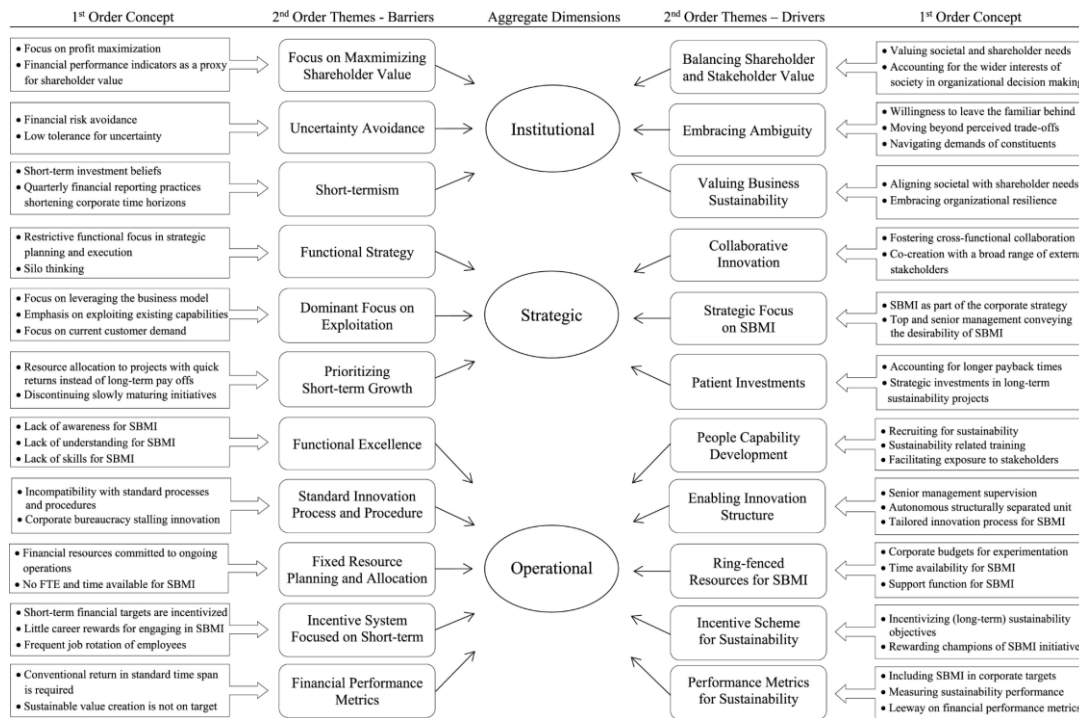 1st Order Concept
2nd Order Themes - Barriers
Aggregate Dimensions
2nd Order Themes – Drivers
1st Order Concept
• Focus on profit maximization
• Financial performance indicators as a proxy
for shareholder value
Focus on Maxmimizing
Shareholder Value
Balancing Shareholder
and Stakeholder Value
• Valuing societal and shareholder needs
• Accounting for the wider interests of
society in organizational decision making
• Financial risk avoidance
• Low tolerance for uncertainty
Uncertainty Avoidance
Institutional
Embracing Ambiguity
• Willingness to leave the familiar behind
• Moving beyond perceived trade-offs
• Navigating demands of constituents
• Short-term investment beliefs
• Quarterly financial reporting practices
shortening corporate time horizons
Short-termism
Valuing Business
Sustainability
• Aligning societal with shareholder needs
• Embracing organizational resilience
• Restrictive functional focus in strategic
planning and execution
• Silo thinking
Functional Strategy
Collaborative
Innovation
• Fostering cross-functional collaboration
• Co-creation with a broad range of extern
stakeholders
• Focus on leveraging the business model
• Emphasis on exploiting existing capabilities
• Focus on current customer demand
Dominant Focus on
Exploitation
Strategic
Strategic Focus
on SBMI
• SBMI as part of the corporate strategy
• Top and senior management conveying
the desirability of SBMI
• Resource allocation to projects with quick
returns instead of long-term pay offs
• Discontinuing slowly maturing initiatives
Prioritizing
Short-term Growth
Patient Investments
• Accounting for longer payback times
• Strategic investments in long-term
sustainability projects
• Lack of awareness for SBMI
• Lack of understanding for SBMI
• Lack of skills for SBMI
Functional Excellence
People Capability
Development
• Recruiting for sustainability
• Sustainability related training
• Facilitating exposure to stakeholders
• Incompatibility with standard processes
and procedures
• Corporate bureaucracy stalling innovation
Standard Innovation
Process and Procedure
Enabling Innovation
Structure
• Senior management supervision
• Autonomous structurally separated unit
• Tailored innovation process for SBMI
• Financial resources committed to ongoing
operations
• No FTE and time available for SBMI
Fixed Resource
Planning and Allocation
Operational
Ring-fenced
Resources for SBMI
• Corporate budgets for experimentation
• Time availability for SBMI
• Support function for SBMI
• Short-term financial targets are incentivized
• Little career rewards for engaging in SBMI
• Frequent job rotation of employees
Incentive System
Focused on Short-term
Incentive Scheme
for Sustainability
• Incentivizing (long-term) sustainability
objectives
• Rewarding champions of SBMI initiative
• Conventional return in standard time span
is required
• Sustainable value creation is not on target
Financial Performance
Metrics
Performance Metrics
for Sustainability
• Including SBMI in corporate targets
• Measuring sustainability performance
• Leeway on financial performance metrics